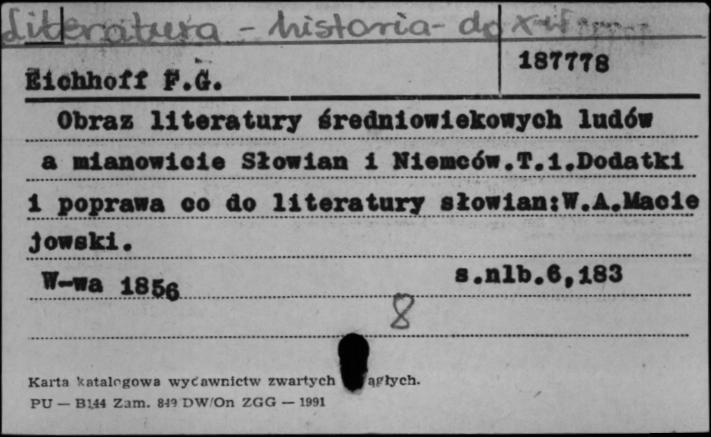 Literatura - historia - do
187778
Eichhoff F.G.
Obraz literatury średniowiekowych ludów
a mianowicie Słowian i Niemców.T.1.Dodatki
i poprawa co do literatury słowian:W.A.Macie
jowski.
W-wa 1856 s.nlb.6,183
8
Karta katalogowa wydawnictw zwartych ągłych.
PU — B144 Zam. 849 DW/On ZGG — 1991